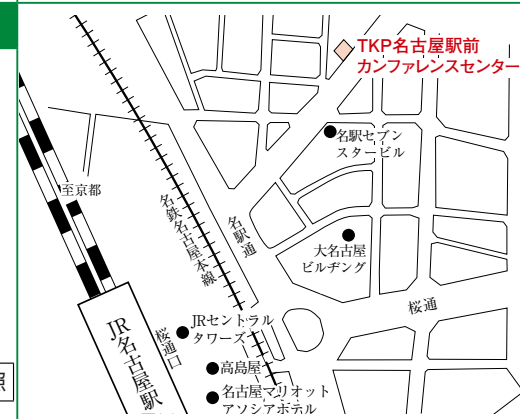 TKP名古屋駅前
カンファレンスセンター
名駅セブン
スタービル
至京都
名鉄名古屋本線
名駅通
大名古屋
ビルヂング
桜通
JRセントラル
タワーズ
桜通口
JR名古屋駅
高島屋
名古屋マリオット
アソシアホテル